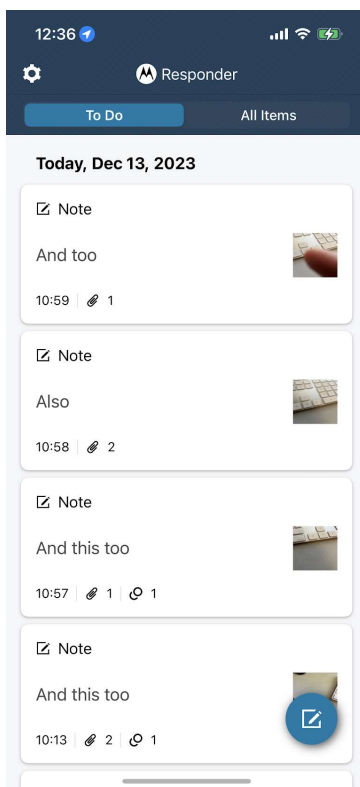 12:36
Responder
To Do
All Items
Today, Dec 13, 2023
Note
And too
10:59 1
Note
Also
10:58 2
Note
And this too
10:57 1 1
Note
And this too
10:13 2 1